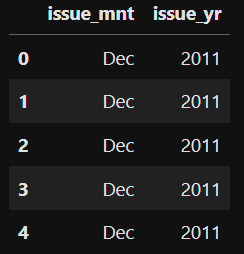 issue_mnt issue_yr
0 Dec 2011
1 Dec 2011
2 Dec 2011
3 Dec 2011
4 Dec 2011